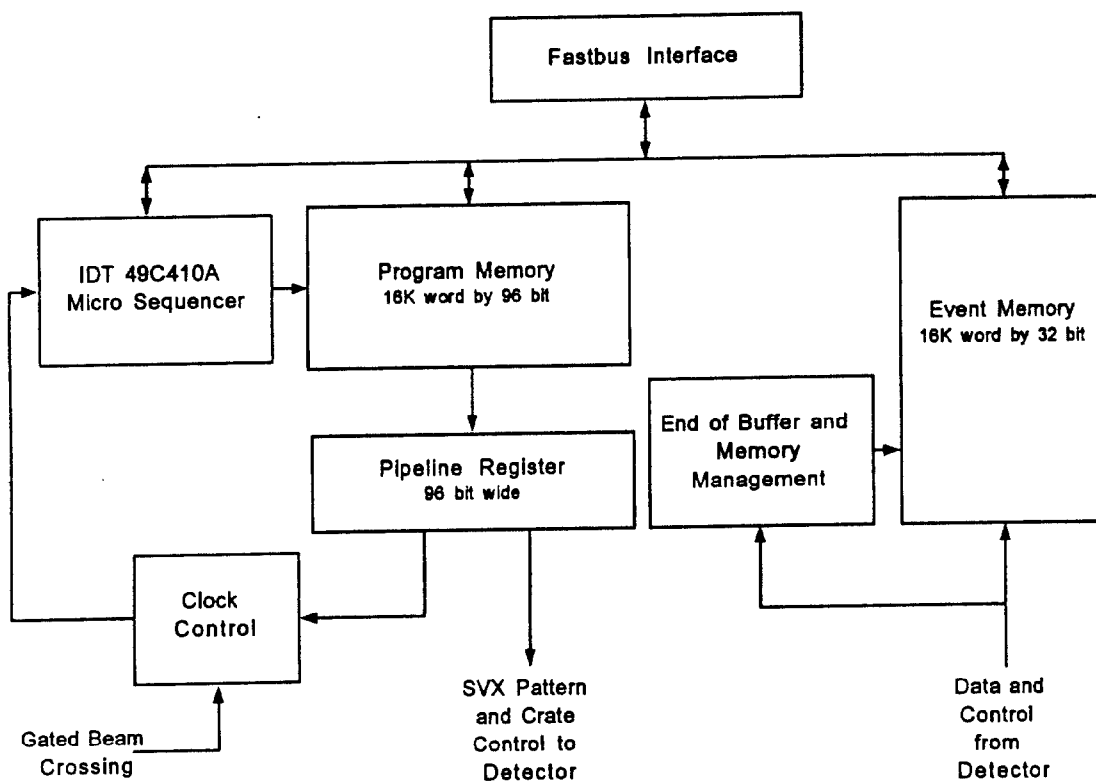 Fastbus Interface
IDT 49C410A
Micro Sequencer
Program Memory
16K word by 96 bit
Event Memory
16K word by 32 bit
End of Buffer and
Memory
Management
Pipeline Register
96 bit wide
Clock
Control
SVX Pattern
and Crate
Control to
Detector
Data and
Control
from
Detector
Gated Beam
Crossing